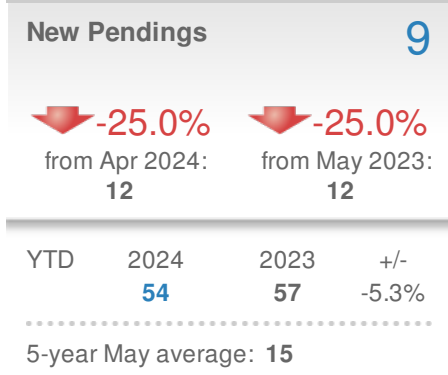 New Pendings 9
-25.0% -25.0%
from Apr 2024: from May 2023:
12 12
YTD 2024 2023 +/-
54 57 -5.3%
5-year May average: 15